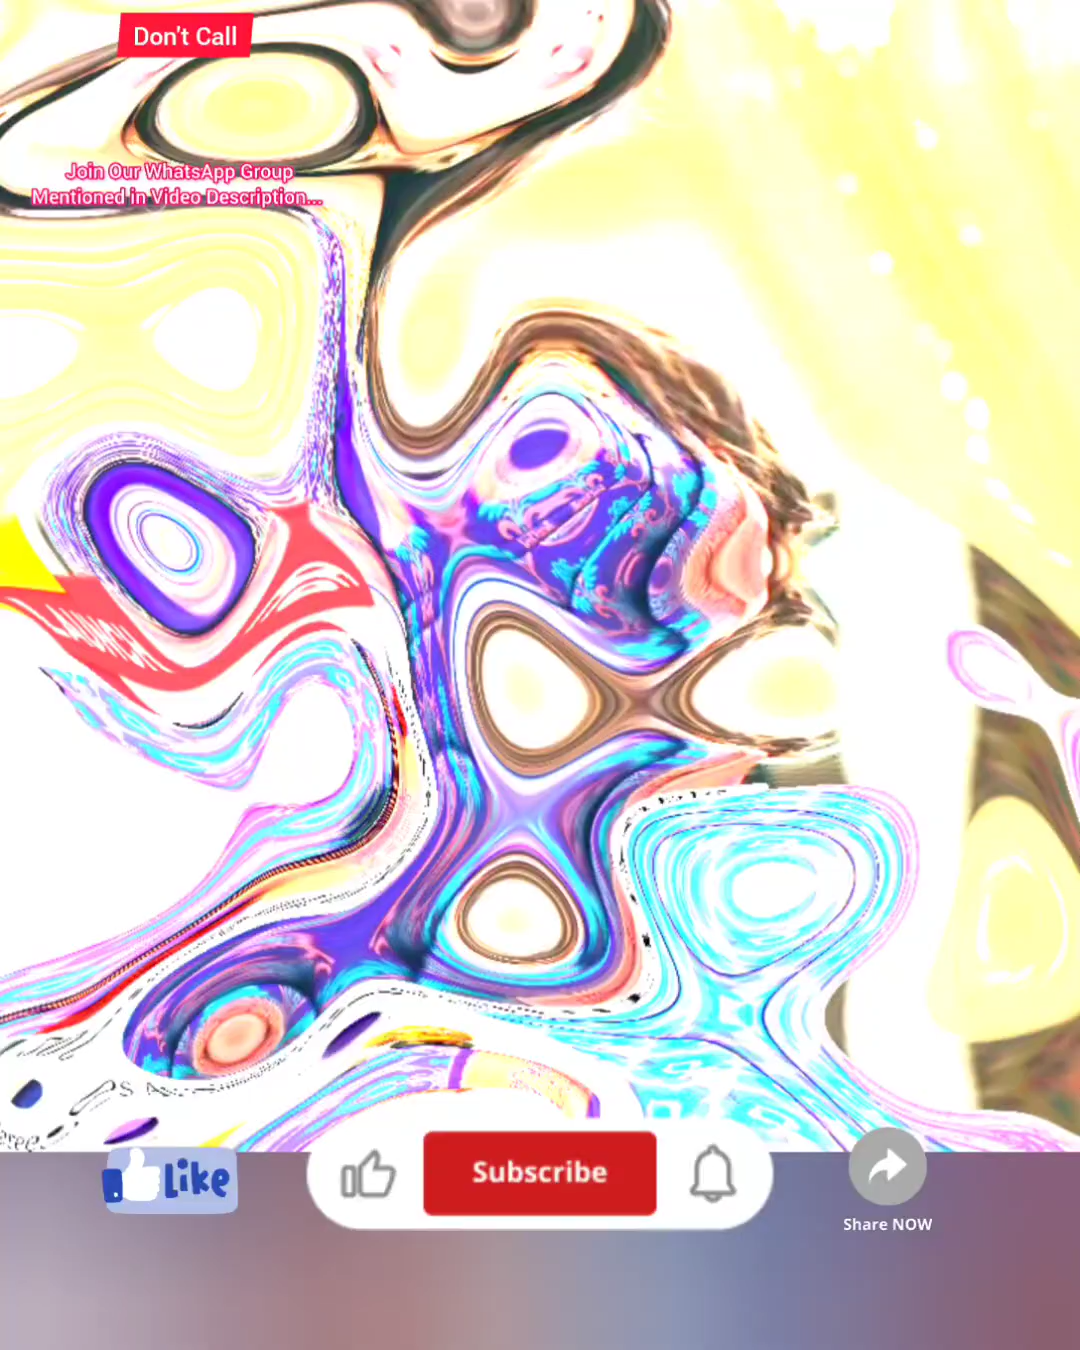 Don't Call
Join Our WhatsApp Group
Mentioned in Video Description...
Like
Subscribe
Share NOW